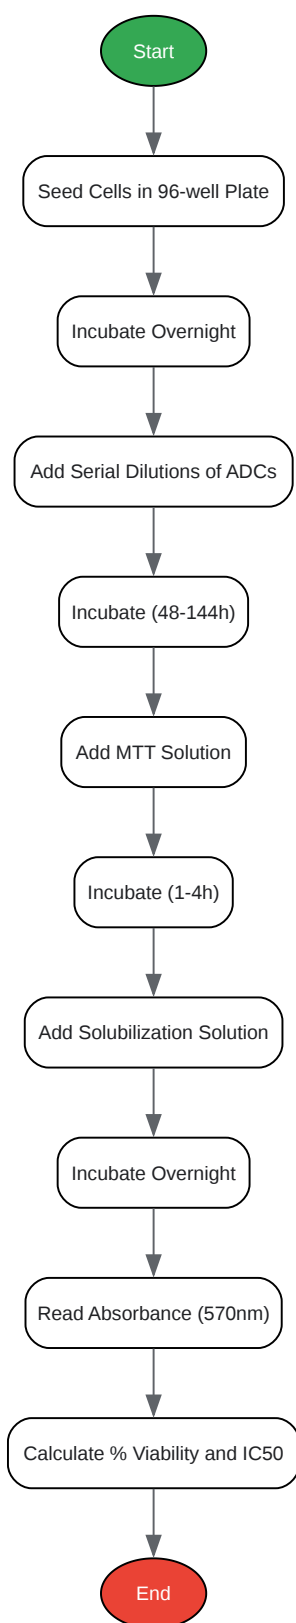 Start
Seed Cells in 96-well Plate
Incubate Overnight
Add Serial Dilutions of ADCs
Incubate (48-144h)
Add MTT Solution
Incubate (1-4h)
Add Solubilization Solution
Incubate Overnight
Read Absorbance (570nm)
Calculate % Viability and IC50
End